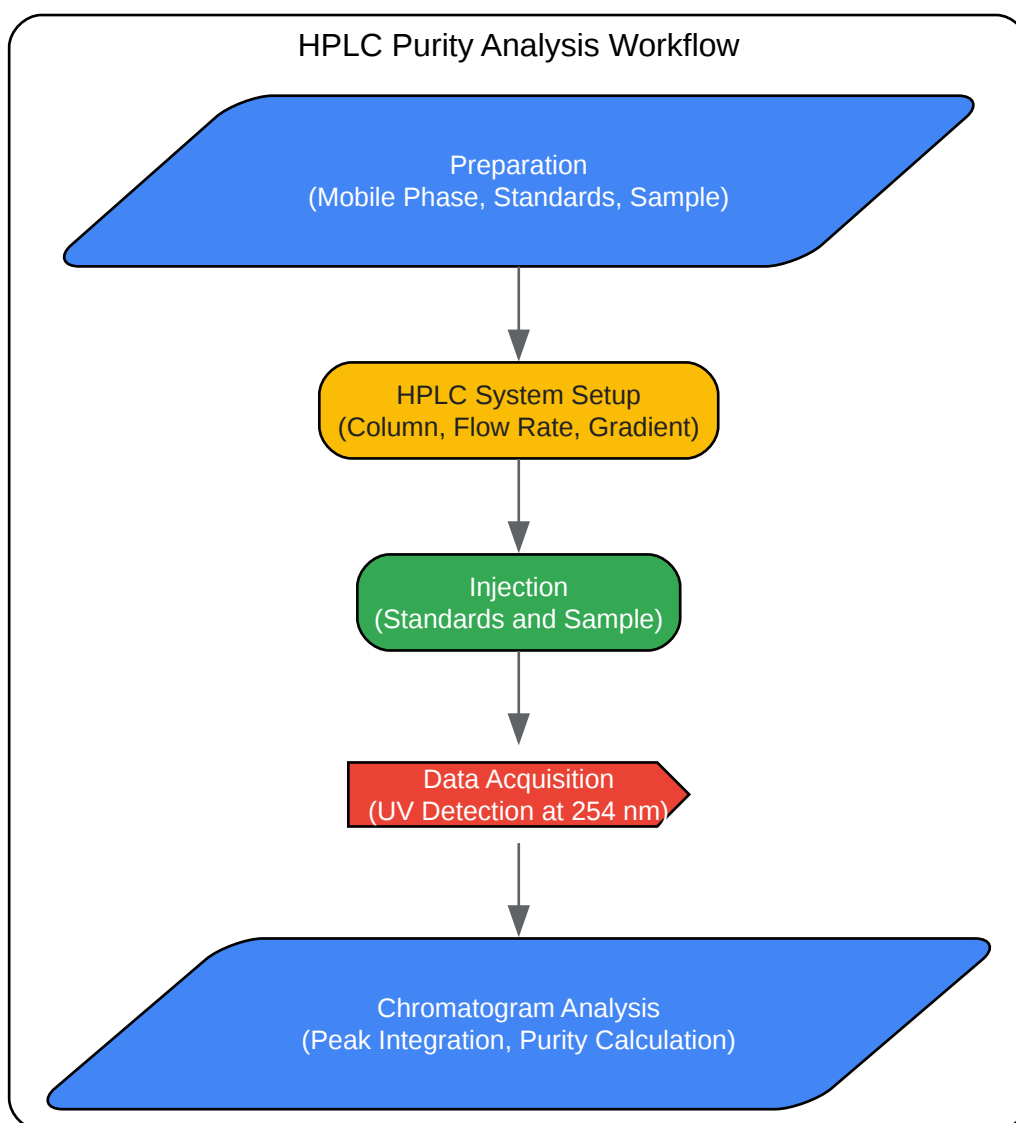 HPLC Purity Analysis Workflow
Preparation
(Mobile Phase, Standards, Sample)
HPLC System Setup
(Column, Flow Rate, Gradient)
Injection
(Standards and Sample)
Data Acquisition
(UV Detection at 254 nm)
Chromatogram Analysis
(Peak Integration, Purity Calculation)